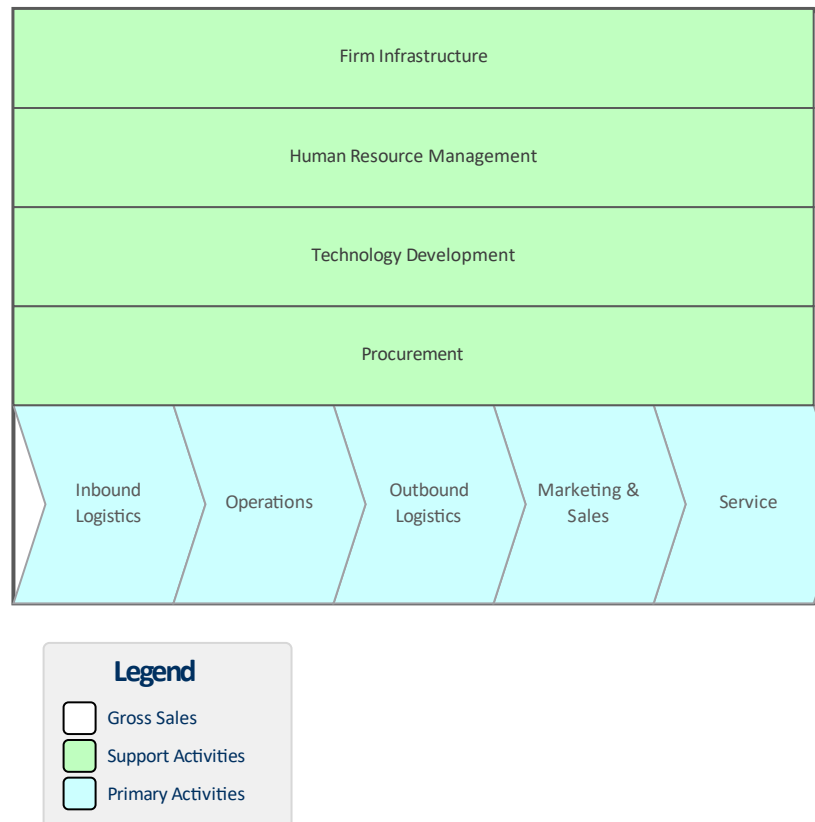 Firm Infrastructure
Human Resource Management
Technology Development
Procurement
Inbound
Logistics
Operations
Outbound
Logistics
Marketing &
Sales
Service
Legend
Gross Sales
Support Activities
Primary Activities